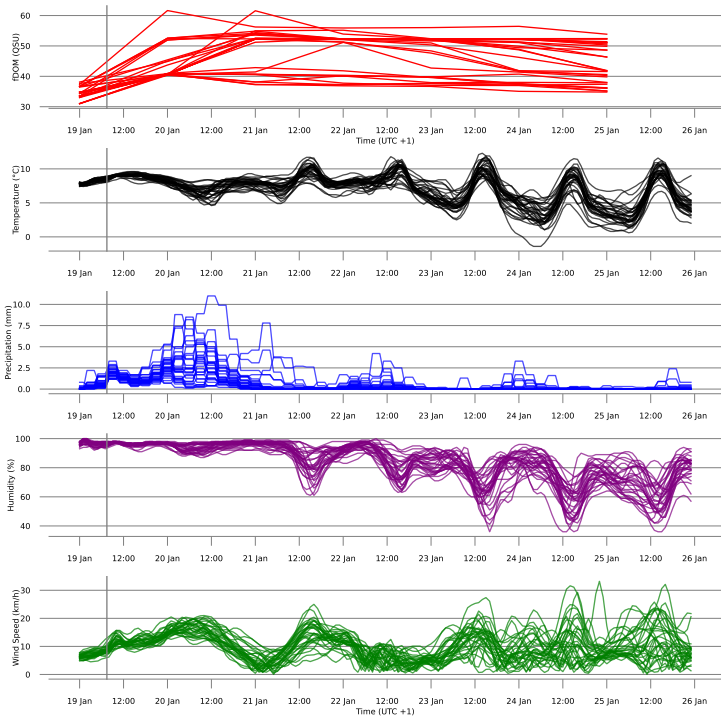 60
50
40
30
fDOM (QSU)
19 Jan 12:00 20 Jan 12:00 21 Jan 12:00 22 Jan 12:00 23 Jan 12:00 24 Jan 12:00 25 Jan 12:00 26 Jan
Time (UTC +1)
10
5
0
Temperature (°C)
19 Jan 12:00 20 Jan 12:00 21 Jan 12:00 22 Jan 12:00 23 Jan 12:00 24 Jan 12:00 25 Jan 12:00 26 Jan
10.0
7.5
5.0
2.5
0.0
Precipitation (mm)
19 Jan 12:00 20 Jan 12:00 21 Jan 12:00 22 Jan 12:00 23 Jan 12:00 24 Jan 12:00 25 Jan 12:00 26 Jan
100
80
60
40
Humidity (%)
19 Jan 12:00 20 Jan 12:00 21 Jan 12:00 22 Jan 12:00 23 Jan 12:00 24 Jan 12:00 25 Jan 12:00 26 Jan
30
20
10
0
Wind Speed (km/h)
19 Jan 12:00 20 Jan 12:00 21 Jan 12:00 22 Jan 12:00 23 Jan 12:00 24 Jan 12:00 25 Jan 12:00 26 Jan
Time (UTC +1)